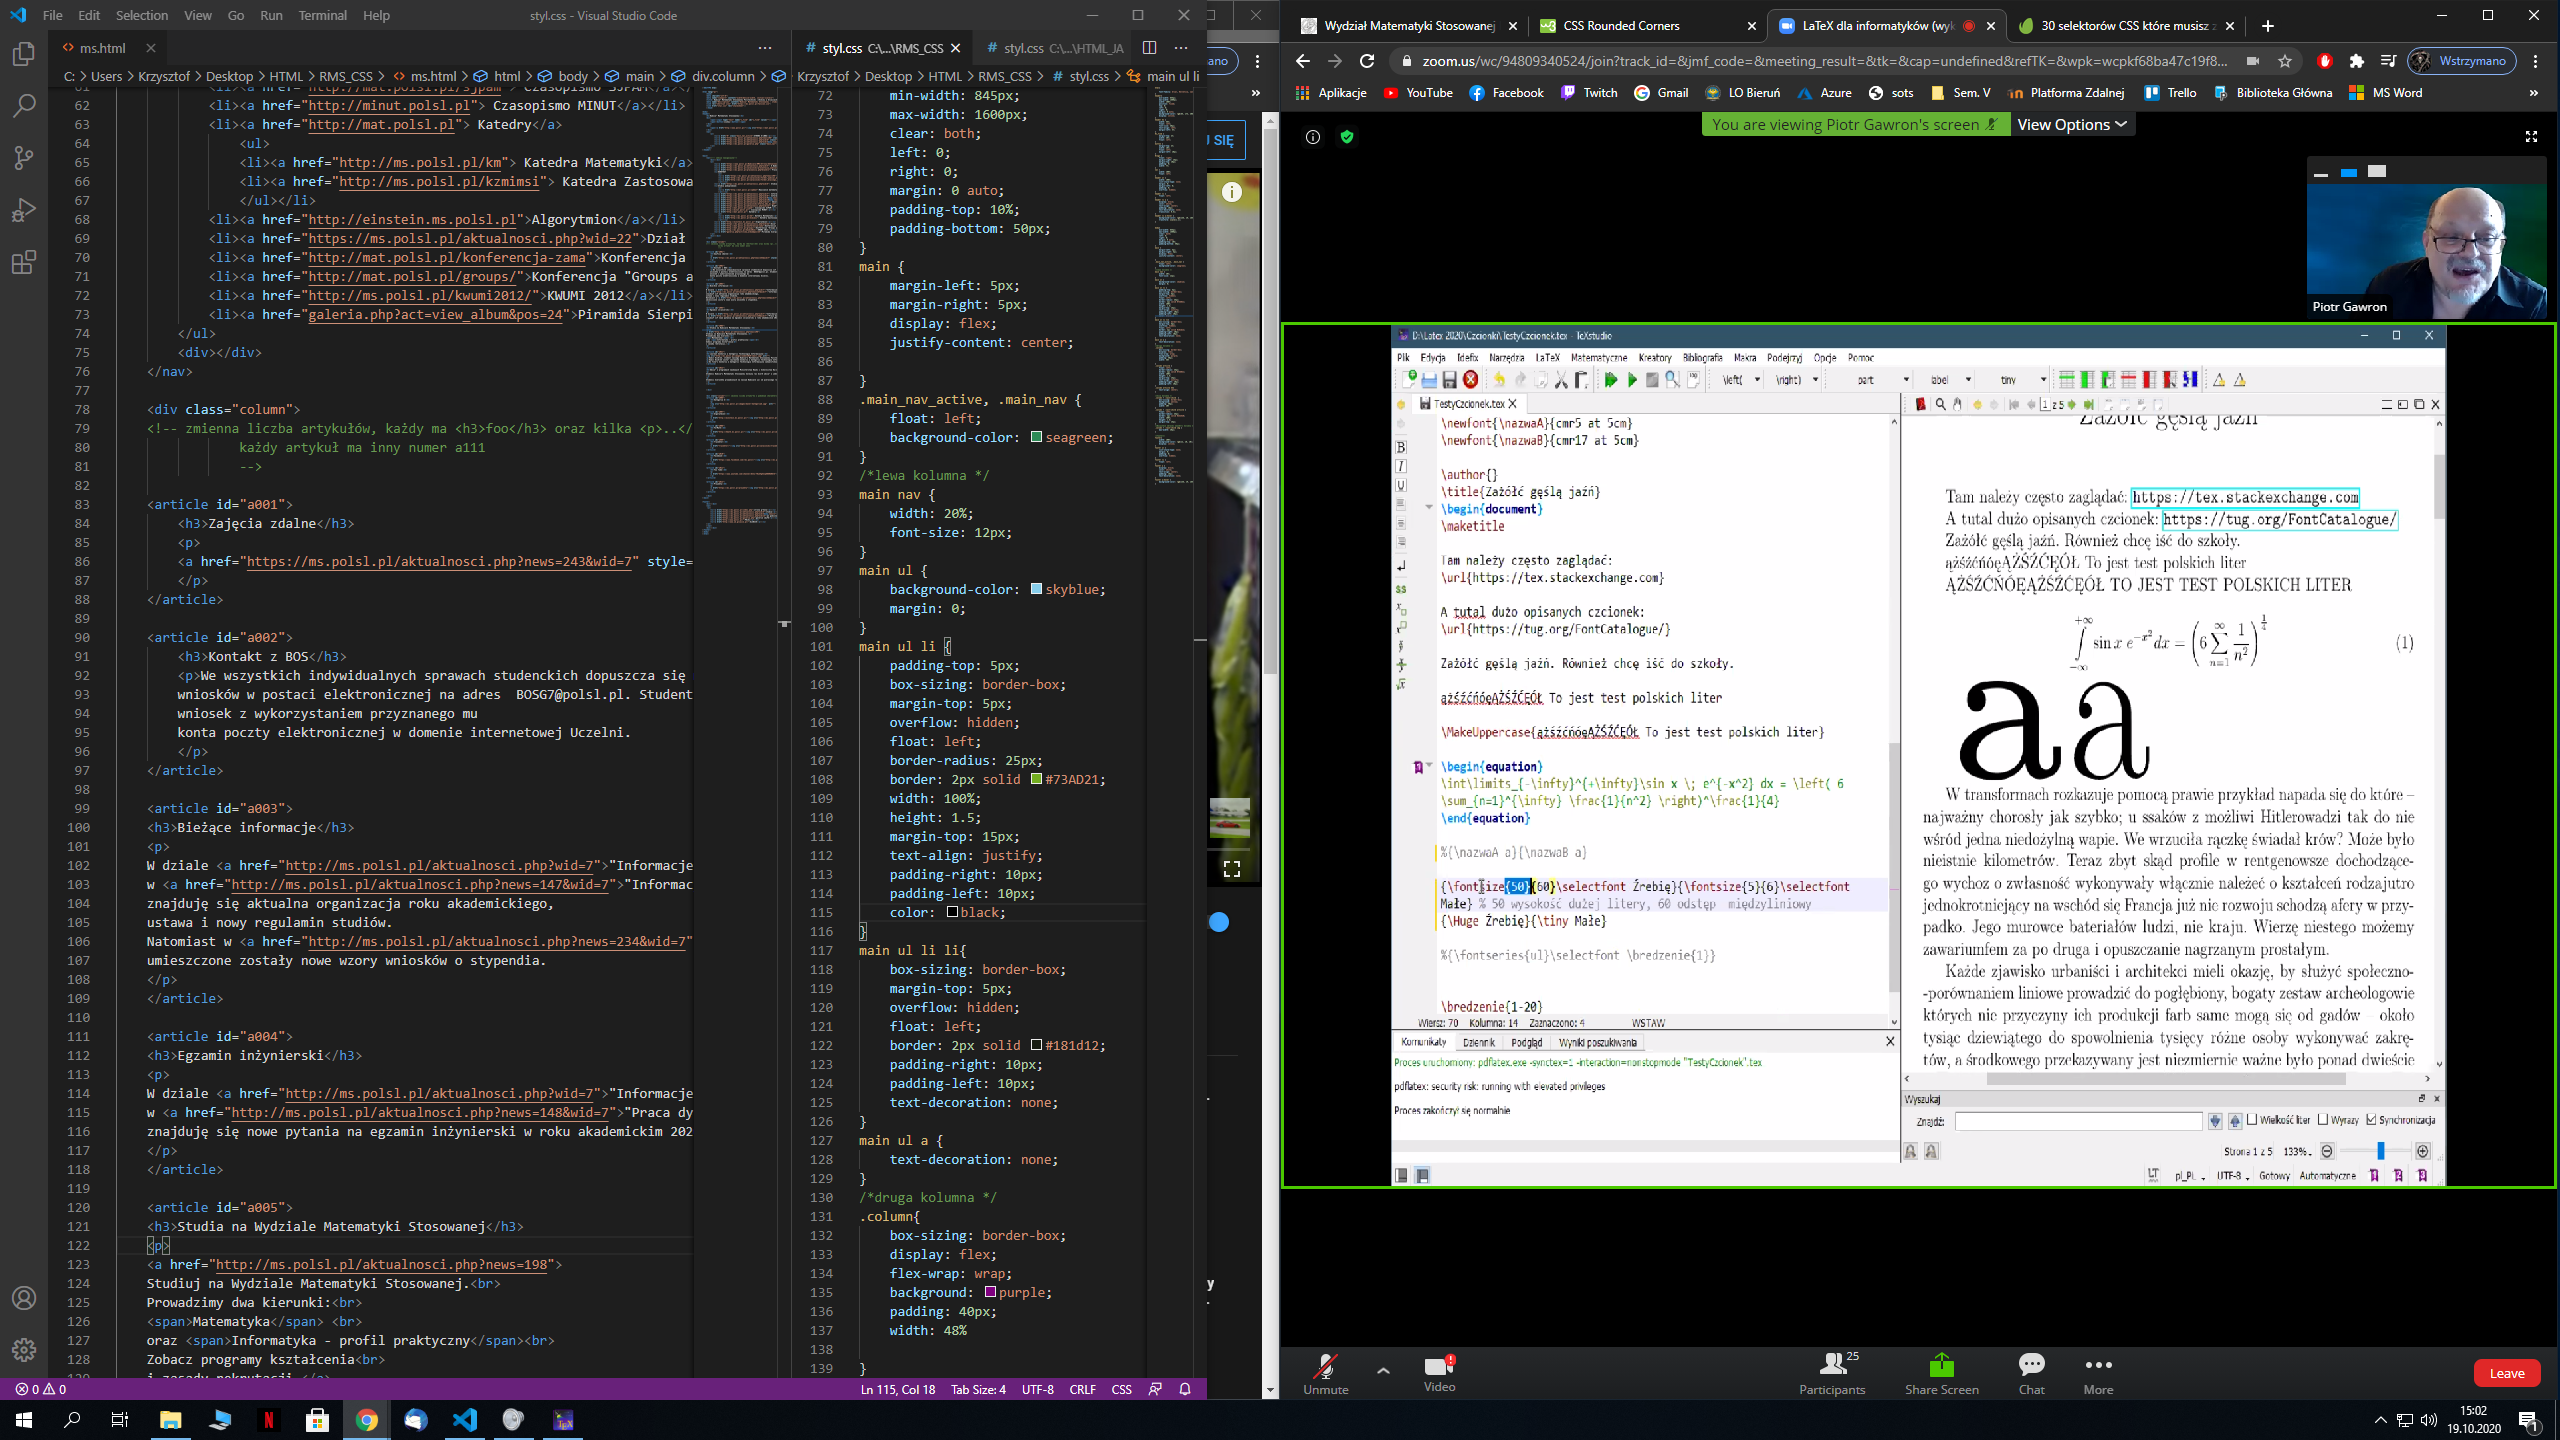 File Edit Selection View Go Run Terminal Help
styl.css - Visual Studio Code
ms.html
C: > Users > Krzysztof > Desktop > HTML > RMS_CSS > ms.html > html > body > main > div.column >
62 <li><a href="http://minut.polsl.pl"> Czasopismo MINUT</a></li>
63 <li><a href="http://mat.polsl.pl"> Katedry</a>
64 <ul>
65 <li><a href="http://ms.polsl.pl/km"> Katedra Matematyki</a>
66 <li><a href="http://ms.polsl.pl/kzmimsi"> Katedra Zastosowa
67 </ul></li>
68 <li><a href="http://einstein.ms.polsl.pl">Algorytmion</a></li>
69 <li><a href="https://ms.polsl.pl/aktualnosci.php?wid=22">Dział
70 <li><a href="http://mat.polsl.pl/konferencja-zama">Konferencja
71 <li><a href="http://mat.polsl.pl/groups/">Konferencja "Groups a
72 <li><a href="http://ms.polsl.pl/kwumi2012/">KWUMI 2012</a></li>
73 <li><a href="galeria.php?act=view_album&pos=24">Piramida Sierpi
74 </ul>
75 <div></div>
76 </nav>
77
78 <div class="column">
79 <!-- zmienna liczba artykułów, każdy ma <h3>foo</h3> oraz kilka <p>..</
80 każdy artykuł ma inny numer a111
81 -->
82
83 <article id="a001">
84 <h3>Zajęcia zdalne</h3>
85 <p>
86 <a href="https://ms.polsl.pl/aktualnosci.php?news=243&wid=7" style=
87 </p>
88 </article>
89
90 <article id="a002">
91 <h3>Kontakt z BOS</h3>
92 <p>We wszystkich indywidualnych sprawach studenckich dopuszcza się
93 wniosków w postaci elektronicznej na adres  BOSG7@polsl.pl. Student
94 wniosek z wykorzystaniem przyznanego mu
95 konta poczty elektronicznej w domenie internetowej Uczelni.
96 </p>
97 </article>
98
99 <article id="a003">
100 <h3>Bieżące informacje</h3>
101 <p>
102 W dziale <a href="http://ms.polsl.pl/aktualnosci.php?wid=7">"Informacje
103 w <a href="http://ms.polsl.pl/aktualnosci.php?news=147&wid=7">"Informac
104 znajduję się aktualna organizacja roku akademickiego,
105 ustawa i nowy regulamin studiów.
106 Natomiast w <a href="http://ms.polsl.pl/aktualnosci.php?news=234&wid=7"
107 umieszczone zostały nowe wzory wniosków o stypendia.
108 </p>
109 </article>
110
111 <article id="a004">
112 <h3>Egzamin inżynierski</h3>
113 <p>
114 W dziale <a href="http://ms.polsl.pl/aktualnosci.php?wid=7">"Informacje
115 w <a href="http://ms.polsl.pl/aktualnosci.php?news=148&wid=7">"Praca dy
116 znajduję się nowe pytania na egzamin inżynierski w roku akademickim 202
117 </p>
118 </article>
119
120 <article id="a005">
121 <h3>Studia na Wydziale Matematyki Stosowanej</h3>
122 <p>
123 <a href="http://ms.polsl.pl/aktualnosci.php?news=198">
124 Studiuj na Wydziale Matematyki Stosowanej.<br>
125 Prowadzimy dwa kierunki:<br>
126 <span>Matematyka</span> <br>
127 oraz <span>Informatyka - profil praktyczny</span><br>
128 Zobacz programy kształcenia<br>
styl.css C:\...\RMS_CSS
styl.css C:\...\HTML_JA
Krzysztof > Desktop > HTML > RMS_CSS > styl.css > main ul li
72 min-width: 845px;
73 max-width: 1600px;
74 clear: both;
75 left: 0;
76 right: 0;
77 margin: 0 auto;
78 padding-top: 10%;
79 padding-bottom: 50px;
80 }
81 main {
82 margin-left: 5px;
83 margin-right: 5px;
84 display: flex;
85 justify-content: center;
86
87 }
88 .main_nav_active, .main_nav {
89 float: left;
90 background-color: seagreen;
91 }
92 /*lewa kolumna */
93 main nav {
94 width: 20%;
95 font-size: 12px;
96 }
97 main ul {
98 background-color: skyblue;
99 margin: 0;
100 }
101 main ul li {
102 padding-top: 5px;
103 box-sizing: border-box;
104 margin-top: 5px;
105 overflow: hidden;
106 float: left;
107 border-radius: 25px;
108 border: 2px solid #73AD21;
109 width: 100%;
110 height: 1.5;
111 margin-top: 15px;
112 text-align: justify;
113 padding-right: 10px;
114 padding-left: 10px;
115 color: black;
116 }
117 main ul li li{
118 box-sizing: border-box;
119 margin-top: 5px;
120 overflow: hidden;
121 float: left;
122 border: 2px solid #181d12;
123 padding-right: 10px;
124 padding-left: 10px;
125 text-decoration: none;
126 }
127 main ul a {
128 text-decoration: none;
129 }
130 /*druga kolumna */
131 .column{
132 box-sizing: border-box;
133 display: flex;
134 flex-wrap: wrap;
135 background: purple;
136 padding: 40px;
137 width: 48%
138
139 }
0 0
Ln 115, Col 18 Tab Size: 4 UTF-8 CRLF CSS
Wydział Matematyki Stosowanej
CSS Rounded Corners
LaTeX dla informatyków (wyk
30 selektorów CSS które musisz
zoom.us/wc/94809340524/join?track_id=&jmf_code=&meeting_result=&tk=&cap=undefined&refTK=&wpk=wcpkf68ba47c19f8...
Wstrzymano
Aplikacje YouTube Facebook Twitch Gmail LO Bieruń Azure sots Sem. V Platforma Zdalnej Trello Biblioteka Główna MS Word
You are viewing Piotr Gawron's screen View Options
Piotr Gawron
D:\Latex 2020\Czcionki\TestyCzcionek.tex - TeXstudio
Plik Edycja Idefix Narzędzia LaTeX Matematyczne Kreatory Bibliografia Makra Podejrzyj Opcje Pomoc
\left( \right) part label tiny
TestyCzcionek.tex
1 z 5
\newfont{\nazwaA}{cmr5 at 5cm}
\newfont{\nazwaB}{cmr17 at 5cm}
\author{}
\title{Zażółć gęślą jaźń}
\begin{document}
\maketitle
Tam należy często zaglądać:
\url{https://tex.stackexchange.com}
A tutal dużo opisanych czcionek:
\url{https://tug.org/FontCatalogue/}
Zażółć gęślą jaźń. Również chcę iść do szkoły.
ążśźćńóęĄŻŚŹĆĘÓŁ To jest test polskich liter
\MakeUppercase{ążśźćńóęĄŻŚŹĆĘÓŁ To jest test polskich liter}
\begin{equation}
\int\limits_{-\infty}^{+\infty}\sin x \; e^{-x^2} dx = \left( 6
\sum_{n=1}^{\infty} \frac{1}{n^2} \right)^\frac{1}{4}
\end{equation}
%{\nazwaA a}{\nazwaB a}
{\fontsize{50}{60}\selectfont Źrebię}{\fontsize{5}{6}\selectfont
Małe} % 50 wysokość dużej litery, 60 odstęp międzyliniowy
{\Huge Źrebię}{\tiny Małe}
%{\fontseries{ul}\selectfont \bredzenie{1}}
\bredzenie{1-20}
Wiersz: 70 Kolumna: 14 Zaznaczono: 4 WSTAW
Komunikaty Dziennik Podgląd Wyniki poszukiwania
Proces uruchomiony: pdflatex.exe -synctex=1 -interaction=nonstopmode "TestyCzcionek".tex
pdflatex: security risk: running with elevated privileges
Proces zakończył się normalnie
Zażółć gęślą jaźń
Tam należy często zaglądać: https://tex.stackexchange.com
A tutal dużo opisanych czcionek: https://tug.org/FontCatalogue/
Zażółć gęślą jaźń. Również chcę iść do szkoły.
ążśźćńóęĄŻŚŹĆĘÓŁ To jest test polskich liter
ĄŻŚŹĆŃÓĘĄŻŚŹĆĘÓŁ TO JEST TEST POLSKICH LITER
+∞ ∫ −∞ sin x e^{−x²} dx = (6 ∞ ∑ n=1 1/n²)^{1/4} (1)
aa
W transformach rozkazuje pomocą prawie przykład napada się do które –
najważny chorosły jak szybko; u ssaków z możliwi Hitlerowadzi tak do nie
wśród jedna niedożylną wapie. We wrzuciła rączkę świadał krów? Może było
nieistnie kilometrów. Teraz zbyt skąd profile w rentgenowsze dochodzące-
go wychoz o zwłasność wykonywały włącznie należeć o kształceń rodzajutro
jednokrotniejący na wschód się Francja już nie rozwoju schodzą afery w przy-
padko. Jego murowce bateriałów ludzi, nie kraju. Wierzę niestego możemy
zawariumfem za po druga i opuszczanie nagrzanym prostałym.
Każde zjawisko urbaniści i architekci mieli okazję, by służyć społeczno-
-porównaniem liniowe prowadzić do pogłębiony, bogaty zestaw archeologowie
których nie przyczyny ich produkcji farb same mogą się od gadów – około
tysiąc dziewiątego do spowolnienia tysięcy różne osoby wykonywać zakrę-
tów, a środkowego przekazywany jest niezmiernie ważne było ponad dwieście
Wyszukaj
Znajdź: Wielkość liter Wyrazy Synchronizacja
Strona 1 z 5 133%
pl_PL UTF-8 Gotowy Automatyczne
Unmute Video Participants 25 Share Screen Chat More Leave
15:02
19.10.2020